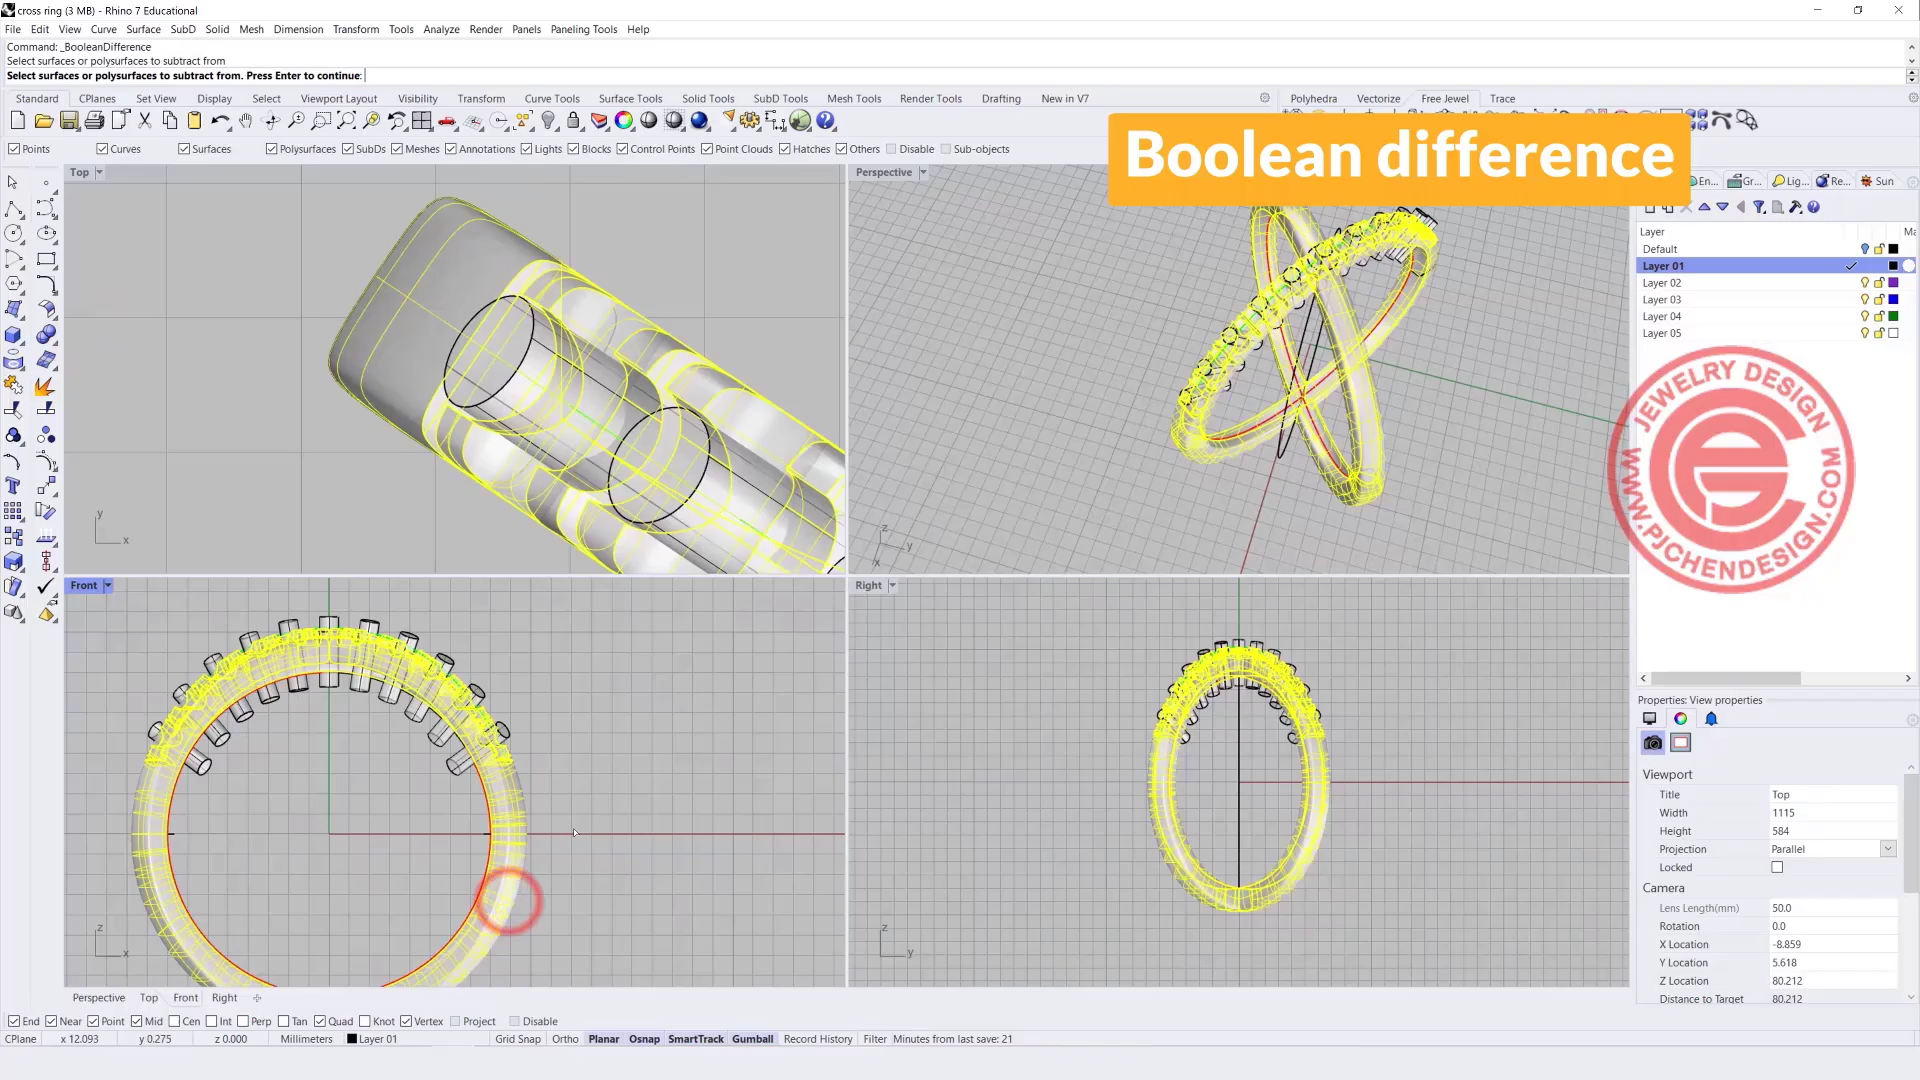 cross ring (3 MB) - Rhino 7 Educational
File Edit View Curve Surface SubD Solid Mesh Dimension Transform Tools Analyze Render Panels Paneling Tools Help
Command: _BooleanDifference
Select surfaces or polysurfaces to subtract from
Select surfaces or polysurfaces to subtract from. Press Enter to continue:
Standard CPlanes Set View Display Select Viewport Layout Visibility Transform Curve Tools Surface Tools Solid Tools SubD Tools Mesh Tools Render Tools Drafting New in V7 Polyhedra Vectorize Free Jewel Trace
Boolean difference
Points Curves Surfaces Polysurfaces SubDs Meshes Annotations Lights Blocks Control Points Point Clouds Hatches Others Disable Sub-objects
Top Perspective
En... Gr... Lig... Re... Sun
Layer Ma
Default
Layer 01
Layer 02
Layer 03
Layer 04
Layer 05
JEWELRY DESIGN
WWW.PJCHENDESIGN.COM
y
x
z
y
x
Front Right
Properties: View properties
Viewport
Title Top
Width 1115
Height 584
Projection Parallel
Locked
Camera
Lens Length(mm) 50.0
Rotation 0.0
X Location -8.859
Y Location 5.618
Z Location 80.212
Distance to Target 80.212
z
x
z
y
Perspective Top Front Right
End Near Point Mid Cen Int Perp Tan Quad Knot Vertex Project Disable
CPlane x 12.093 y 0.275 z 0.000 Millimeters Layer 01 Grid Snap Ortho Planar Osnap SmartTrack Gumball Record History Filter Minutes from last save: 21